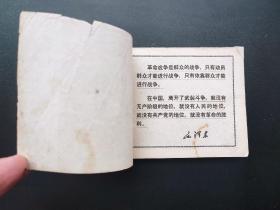 革命战争是群众的战争，只有动员
群众才能进行战争，只有依靠群众才能
进行战争。
在中国，离开了武装斗争，就没有
无产阶级的地位，就没有人民的地位，
就没有共产党的地位，就没有革命的胜
利。
毛泽东